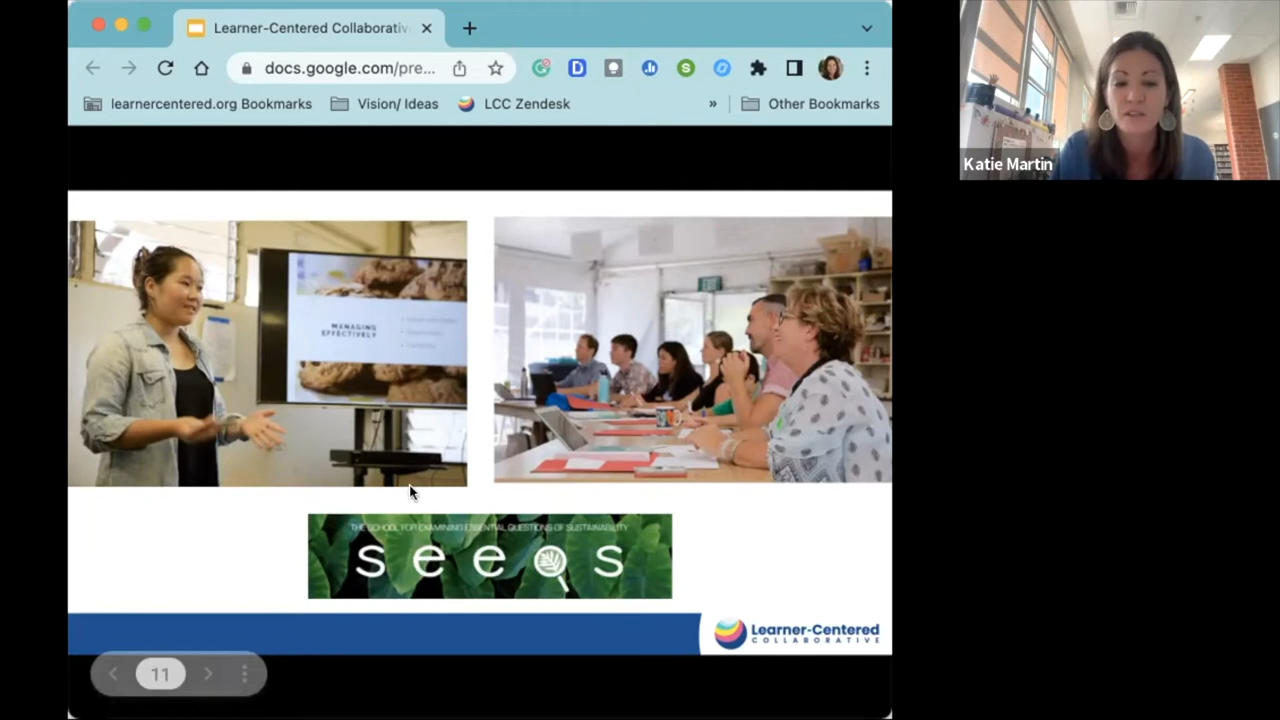 Learner-Centered Collaborativ
docs.google.com/pre...
learnercentered.org Bookmarks
Vision/ Ideas
LCC Zendesk
»
Other Bookmarks
Katie Martin
MANAGING
EFFECTIVELY
EXIT
THE SCHOOL FOR EXAMINING ESSENTIAL QUESTIONS OF SUSTAINABILITY
seeqs
Learner-Centered
COLLABORATIVE
11